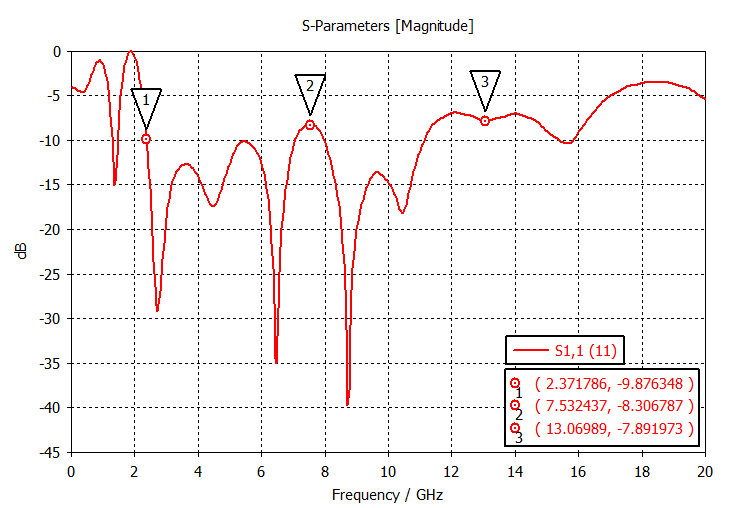 S-Parameters [Magnitude]
0
-5
-10
-15
-20
-25
-30
-35
-40
-45
dB
1
2
3
S1,1 (11)
1 ( 2.371786, -9.876348 )
2 ( 7.532437, -8.306787 )
3 ( 13.06989, -7.891973 )
0 2 4 6 8 10 12 14 16 18 20
Frequency / GHz